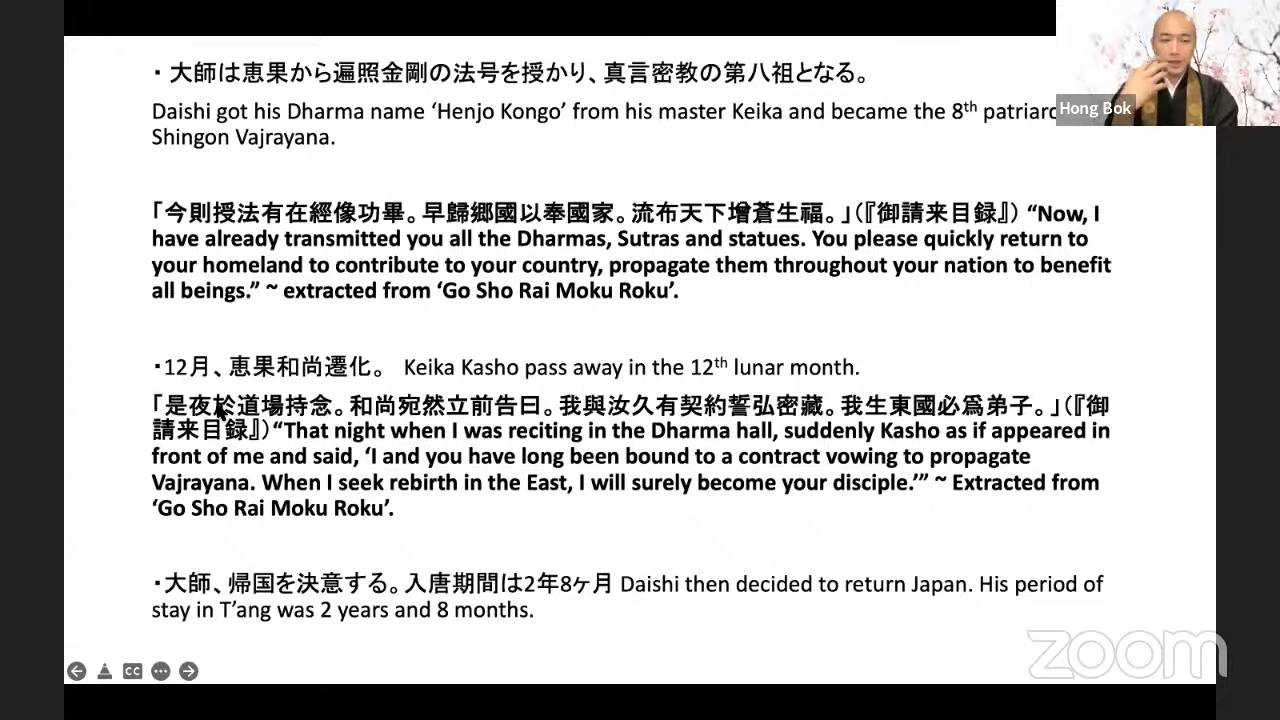 ・大師は恵果から遍照金剛の法号を授かり、真言密教の第八祖となる。
Daishi got his Dharma name ‘Henjo Kongo’ from his master Keika and became the 8th patriarc
Shingon Vajrayana.
「今則授法有在經像功畢。早歸郷國以奉國家。流布天下增蒼生福。」（『御請来目録』） “Now, I
have already transmitted you all the Dharmas, Sutras and statues. You please quickly return to
your homeland to contribute to your country, propagate them throughout your nation to benefit
all beings.” ~ extracted from ‘Go Sho Rai Moku Roku’.
・12月、恵果和尚遷化。 Keika Kasho pass away in the 12th lunar month.
「是夜於道場持念。和尚宛然立前告曰。我與汝久有契約誓弘密藏。我生東國必爲弟子。」（『御
請来目録』）“That night when I was reciting in the Dharma hall, suddenly Kasho as if appeared in
front of me and said, ‘I and you have long been bound to a contract vowing to propagate
Vajrayana. When I seek rebirth in the East, I will surely become your disciple.’” ~ Extracted from
‘Go Sho Rai Moku Roku’.
・大師、帰国を決意する。入唐期間は2年8ヶ月 Daishi then decided to return Japan. His period of
stay in T’ang was 2 years and 8 months.
Hong Bok
CC
zoom